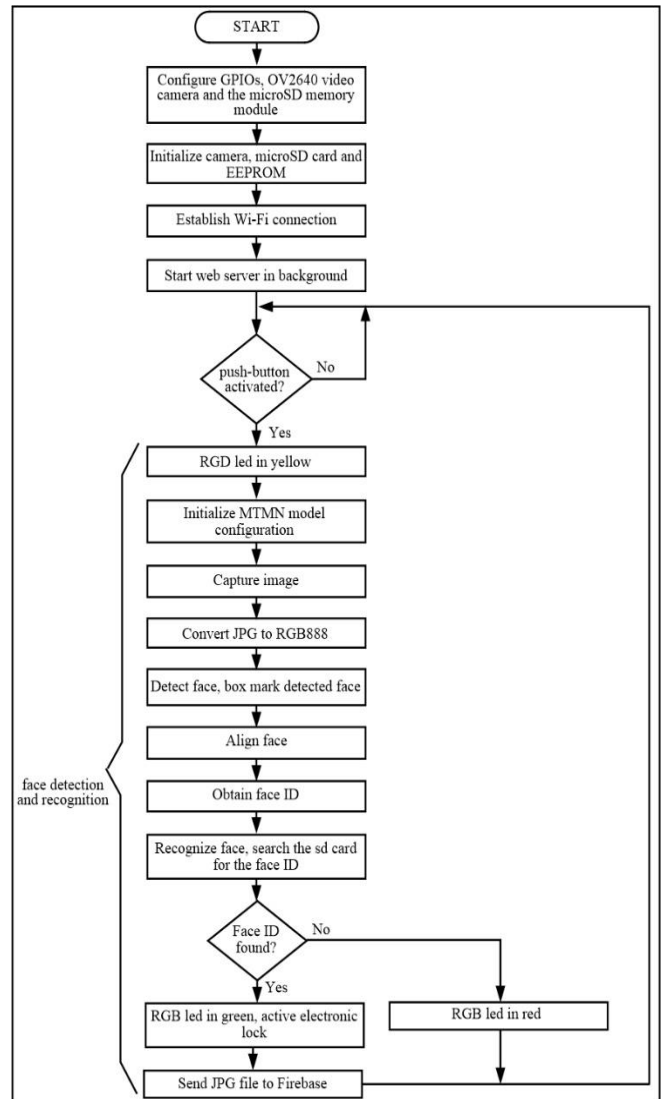 START
Configure GPIOs, OV2640 video
camera and the microSD memory
module
Initialize camera, microSD card and
EEPROM
Establish Wi-Fi connection
Start web server in background
push-button
activated?
No
Yes
RGD led in yellow
Initialize MTMN model
configuration
Capture image
Convert JPG to RGB888
Detect face, box mark detected face
Align face
face detection
and recognition
Obtain face ID
Recognize face, search the sd card
for the face ID
Face ID
found?
No
Yes
RGB led in green, active electronic
lock
RGB led in red
Send JPG file to Firebase